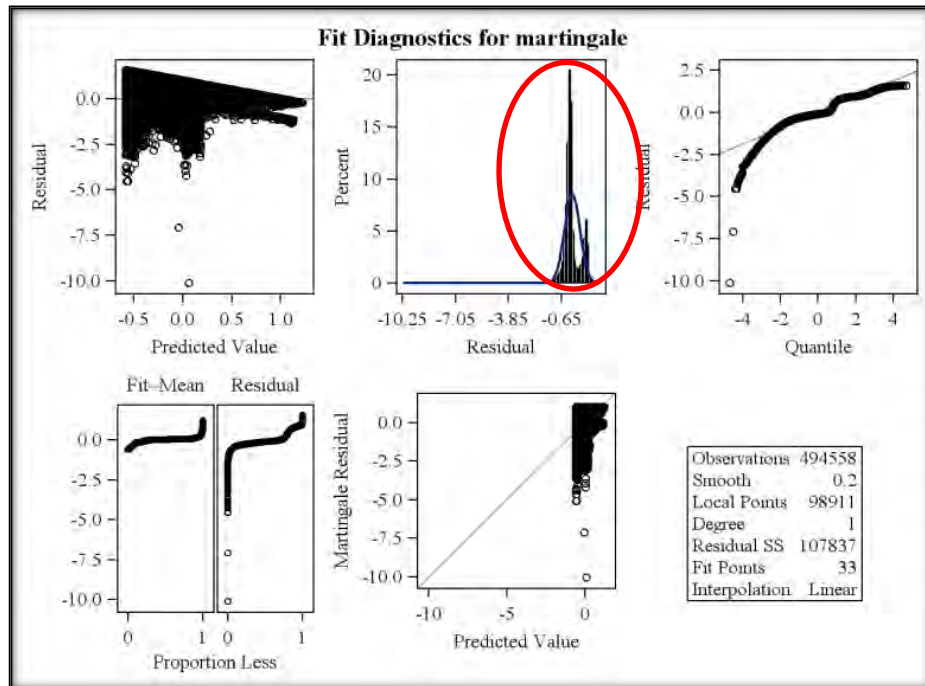 Fit Diagnostics for martingale
Residual
0.0
-2.5
-5.0
-7.5
-10.0
-0.5 0.0 0.5 1.0
Predicted Value
Percent
20
15
10
5
0
-10.25 -7.05 -3.85 -0.65
Residual
Residual
2.5
0.0
-2.5
-5.0
-7.5
-10.0
-4 -2 0 2 4
Quantile
Fit–Mean Residual
0.0
-2.5
-5.0
-7.5
-10.0
0 1 0 1
Proportion Less
Martingale Residual
0.0
-2.5
-5.0
-7.5
-10.0
-10 -5 0
Predicted Value
Observations 494558
Smooth 0.2
Local Points 98911
Degree 1
Residual SS 107837
Fit Points 33
Interpolation Linear